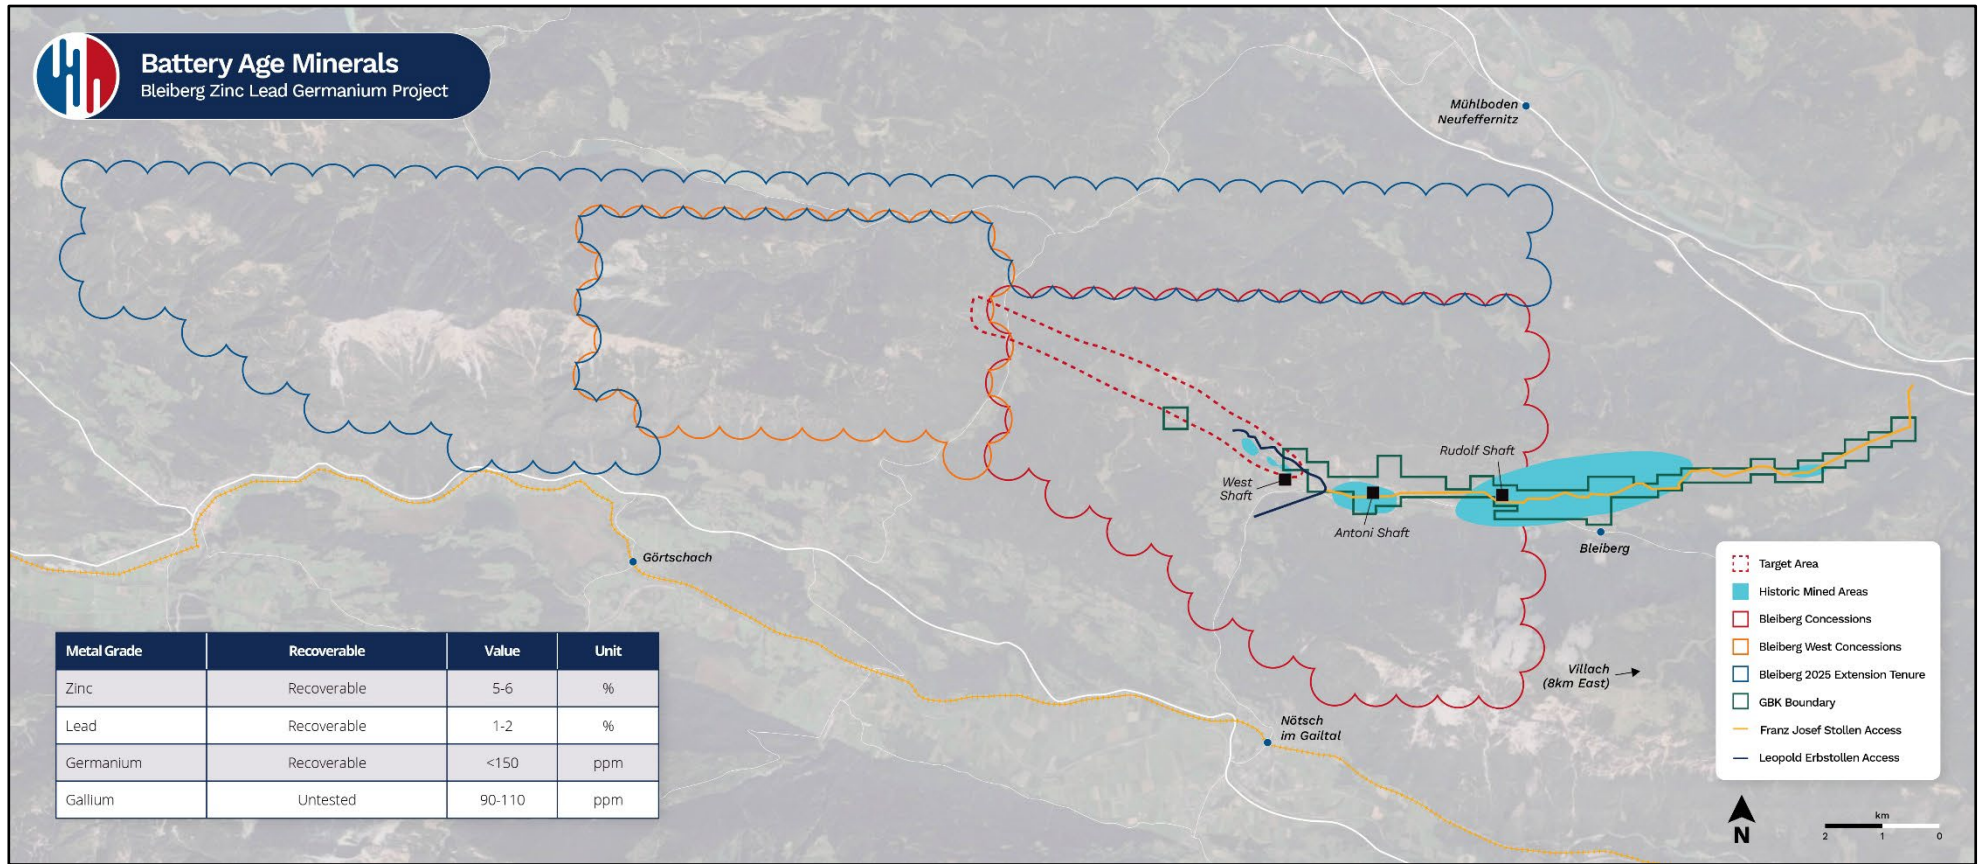 Battery Age Minerals
Bleiberg Zinc Lead Germanium Project
Mühlboden
Neufeffernitz
Rudolf Shaft
West
Shaft
Antoni Shaft
Bleiberg
Görtschach
Villach
(8km East)
Nötsch
im Gailtal
Target Area
Historic Mined Areas
Bleiberg Concessions
Bleiberg West Concessions
Bleiberg 2025 Extension Tenure
GBK Boundary
Franz Josef Stollen Access
Leopold Erbstollen Access
Metal Grade Recoverable Value Unit
Zinc Recoverable 5-6 %
Lead Recoverable 1-2 %
Germanium Recoverable <150 ppm
Gallium Untested 90-110 ppm
N
km
2 1 0